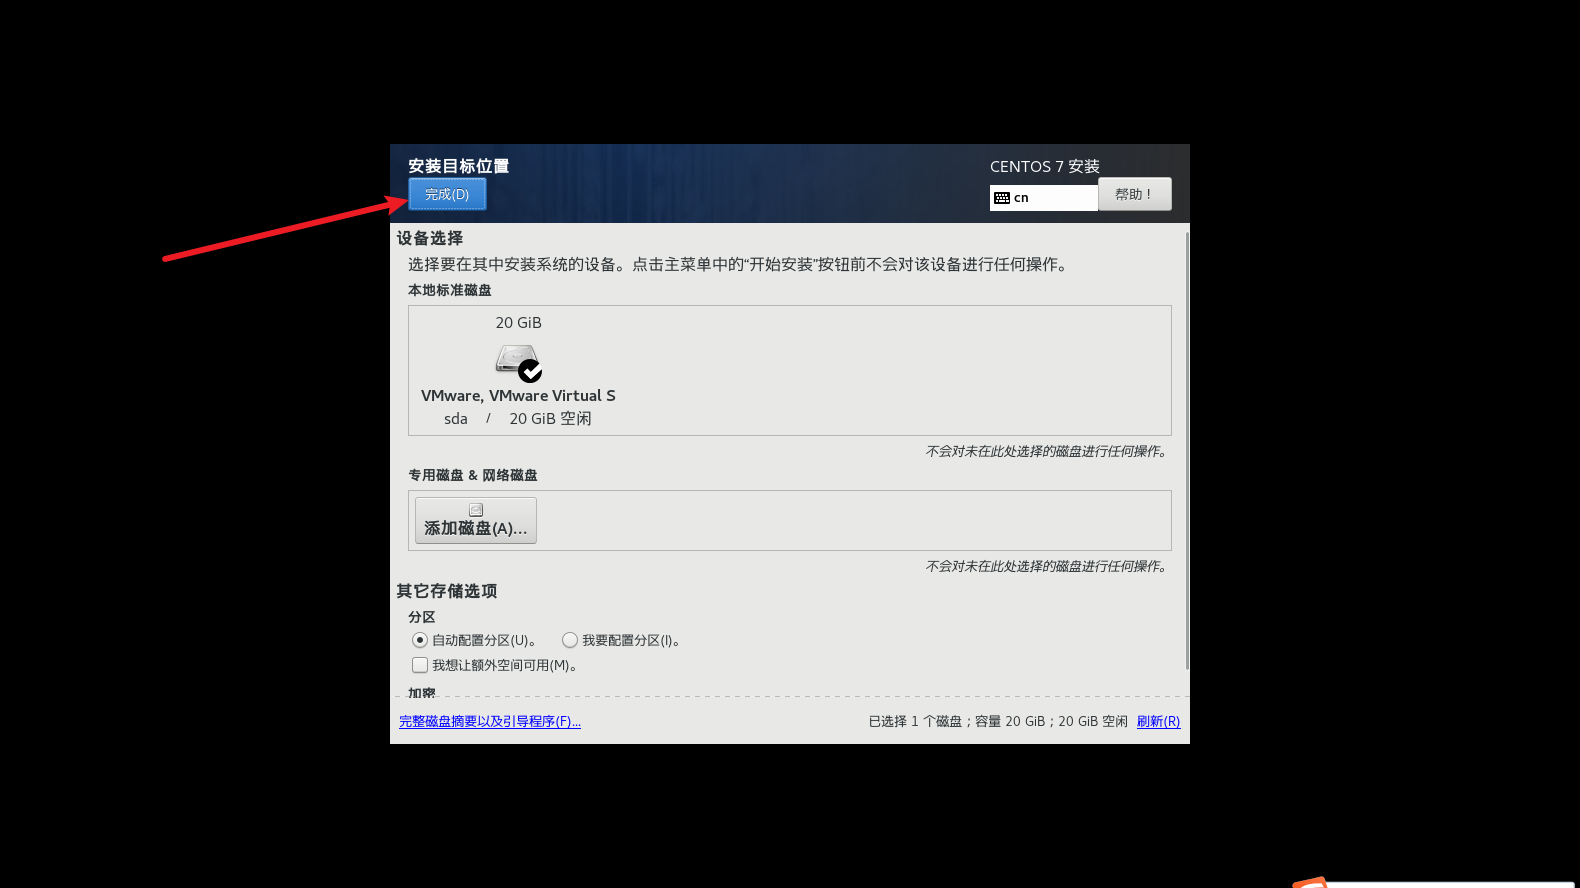 安装目标位置
CENTOS 7 安装
完成(D)
cn
帮助！
设备选择
选择要在其中安装系统的设备。点击主菜单中的“开始安装”按钮前不会对该设备进行任何操作。
本地标准磁盘
20 GiB
VMware, VMware Virtual S
sda / 20 GiB 空闲
不会对未在此处选择的磁盘进行任何操作。
专用磁盘 & 网络磁盘
添加磁盘(A)...
不会对未在此处选择的磁盘进行任何操作。
其它存储选项
分区
自动配置分区(U)。 我要配置分区(I)。
我想让额外空间可用(M)。
加密
完整磁盘摘要以及引导程序(F)...
已选择 1 个磁盘；容量 20 GiB；20 GiB 空闲 刷新(R)